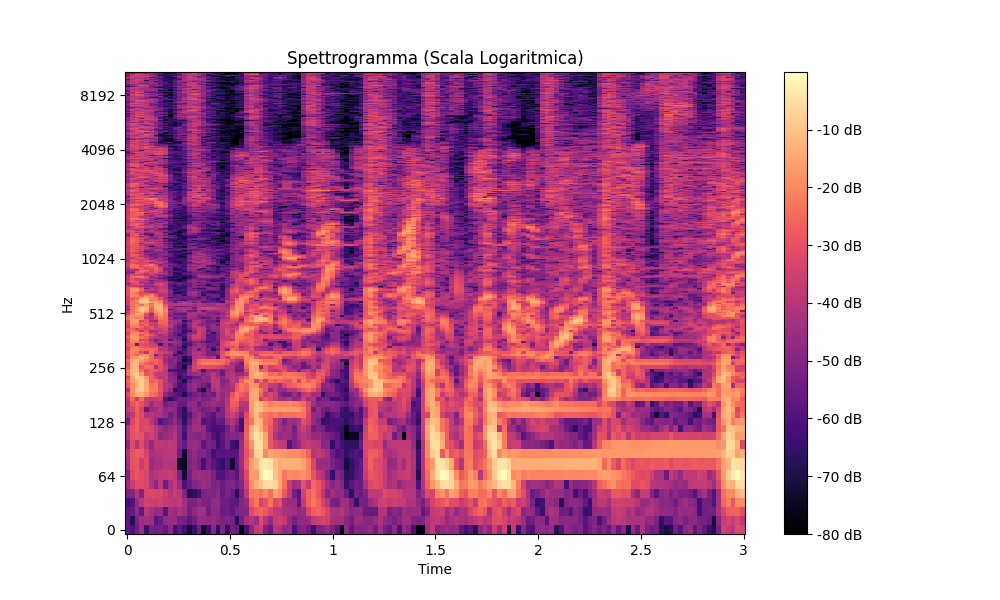 Spettrogramma (Scala Logaritmica)
Hz
8192
4096
2048
1024
512
256
128
64
0
0
0.5
1
1.5
2
2.5
3
Time
-10 dB
-20 dB
-30 dB
-40 dB
-50 dB
-60 dB
-70 dB
-80 dB